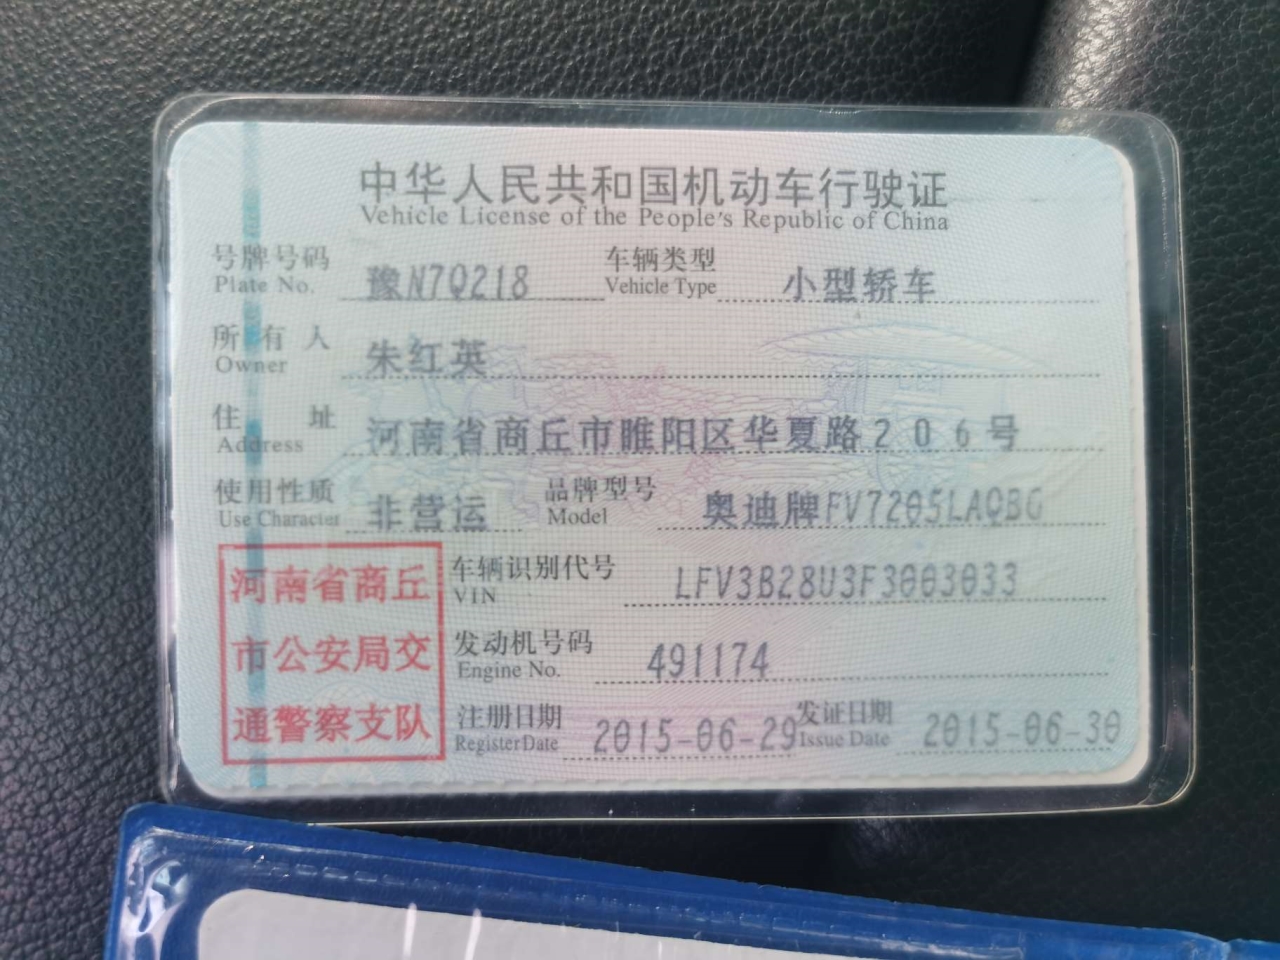 中华人民共和国机动车行驶证
Vehicle License of the People's Republic of China
号牌号码 豫N7Q218 车辆类型 小型轿车
Plate No. Vehicle Type
所有人 朱红英
Owner
住址 河南省商丘市睢阳区华夏路206号
Address
使用性质 非营运 品牌型号 奥迪牌FV7205LAQBG
Use Character Model
河南省商丘
市公安局交
通警察支队
车辆识别代号 LFV3B28U3F3003033
VIN
发动机号码 491174
Engine No.
注册日期 2015-06-29 发证日期 2015-06-30
Register Date Issue Date